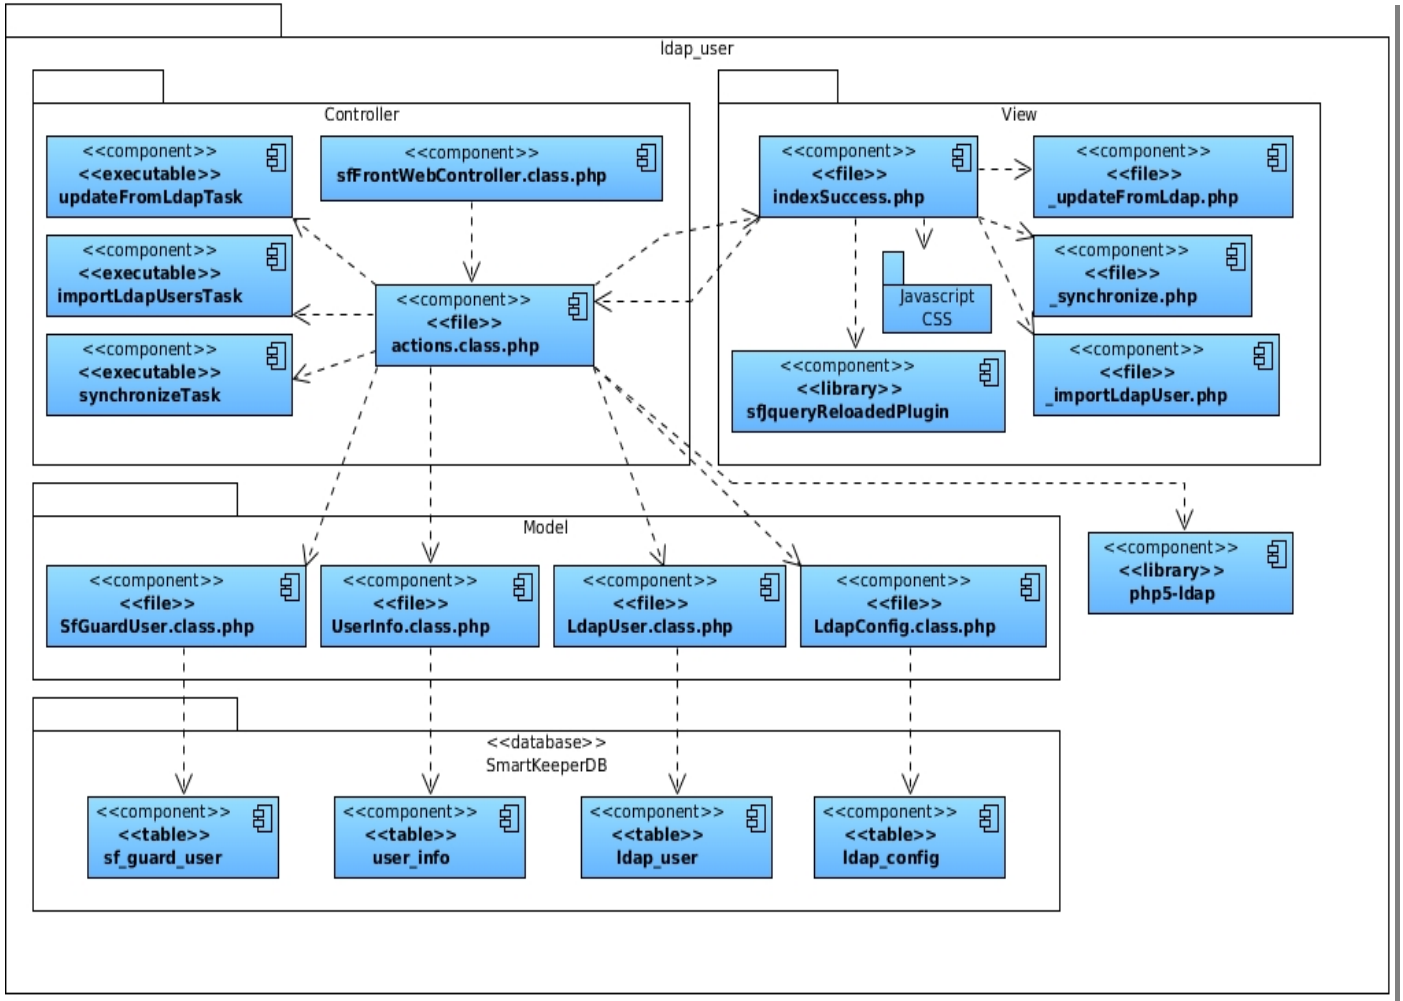 ldap_user
Controller
<<component>>
<<executable>>
updateFromLdapTask
<<component>>
sfFrontWebController.class.php
<<component>>
<<executable>>
importLdapUsersTask
<<component>>
<<file>>
actions.class.php
<<component>>
<<executable>>
synchronizeTask
View
<<component>>
<<file>>
indexSuccess.php
<<component>>
<<file>>
_updateFromLdap.php
<<component>>
<<file>>
_synchronize.php
Javascript
CSS
<<component>>
<<file>>
_importLdapUser.php
<<component>>
<<library>>
sfJqueryReloadedPlugin
Model
<<component>>
<<file>>
SfGuardUser.class.php
<<component>>
<<file>>
UserInfo.class.php
<<component>>
<<file>>
LdapUser.class.php
<<component>>
<<file>>
LdapConfig.class.php
<<component>>
<<library>>
php5-ldap
<<database>>
SmartKeeperDB
<<component>>
<<table>>
sf_guard_user
<<component>>
<<table>>
user_info
<<component>>
<<table>>
ldap_user
<<component>>
<<table>>
ldap_config